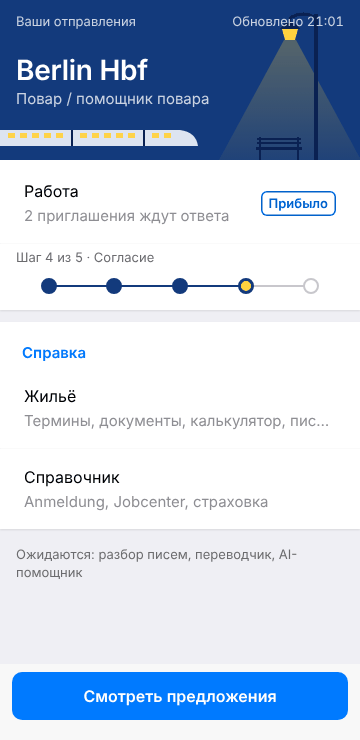 Ваши отправления
Обновлено 21:01
Berlin Hbf
Повар / помощник повара
Работа
2 приглашения ждут ответа
Прибыло
Шаг 4 из 5 · Согласие
Справка
Жильё
Термины, документы, калькулятор, пис...
Справочник
Anmeldung, Jobcenter, страховка
Ожидаются: разбор писем, переводчик, AI-
помощник
Смотреть предложения